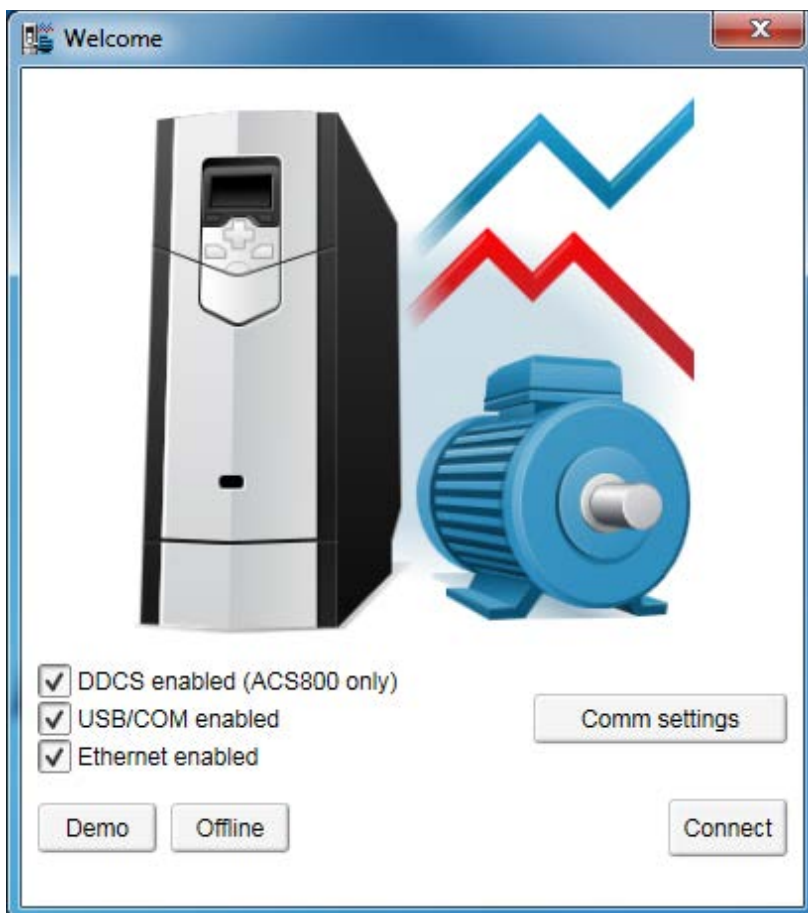 Welcome
DDCS enabled (ACS800 only)
USB/COM enabled
Comm settings
Ethernet enabled
Demo
Offline
Connect